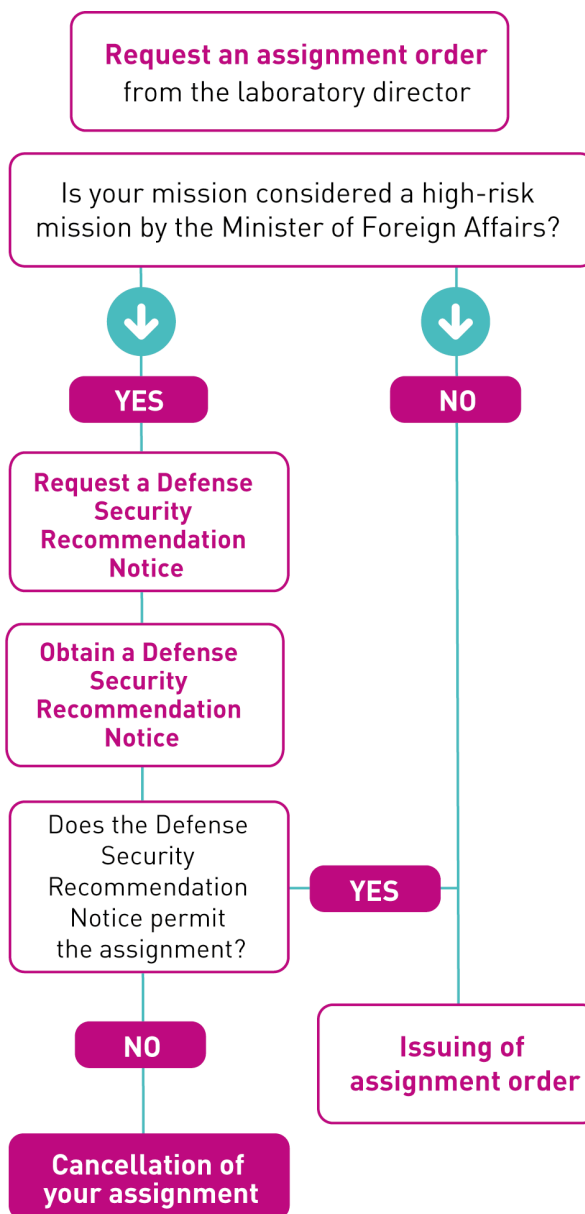 Request an assignment order
from the laboratory director
Is your mission considered a high-risk
mission by the Minister of Foreign Affairs?
YES
NO
Request a Defense
Security
Recommendation
Notice
Obtain a Defense
Security
Recommendation
Notice
Does the Defense
Security
Recommendation
Notice permit
the assignment?
YES
NO
Issuing of
assignment order
Cancellation of
your assignment